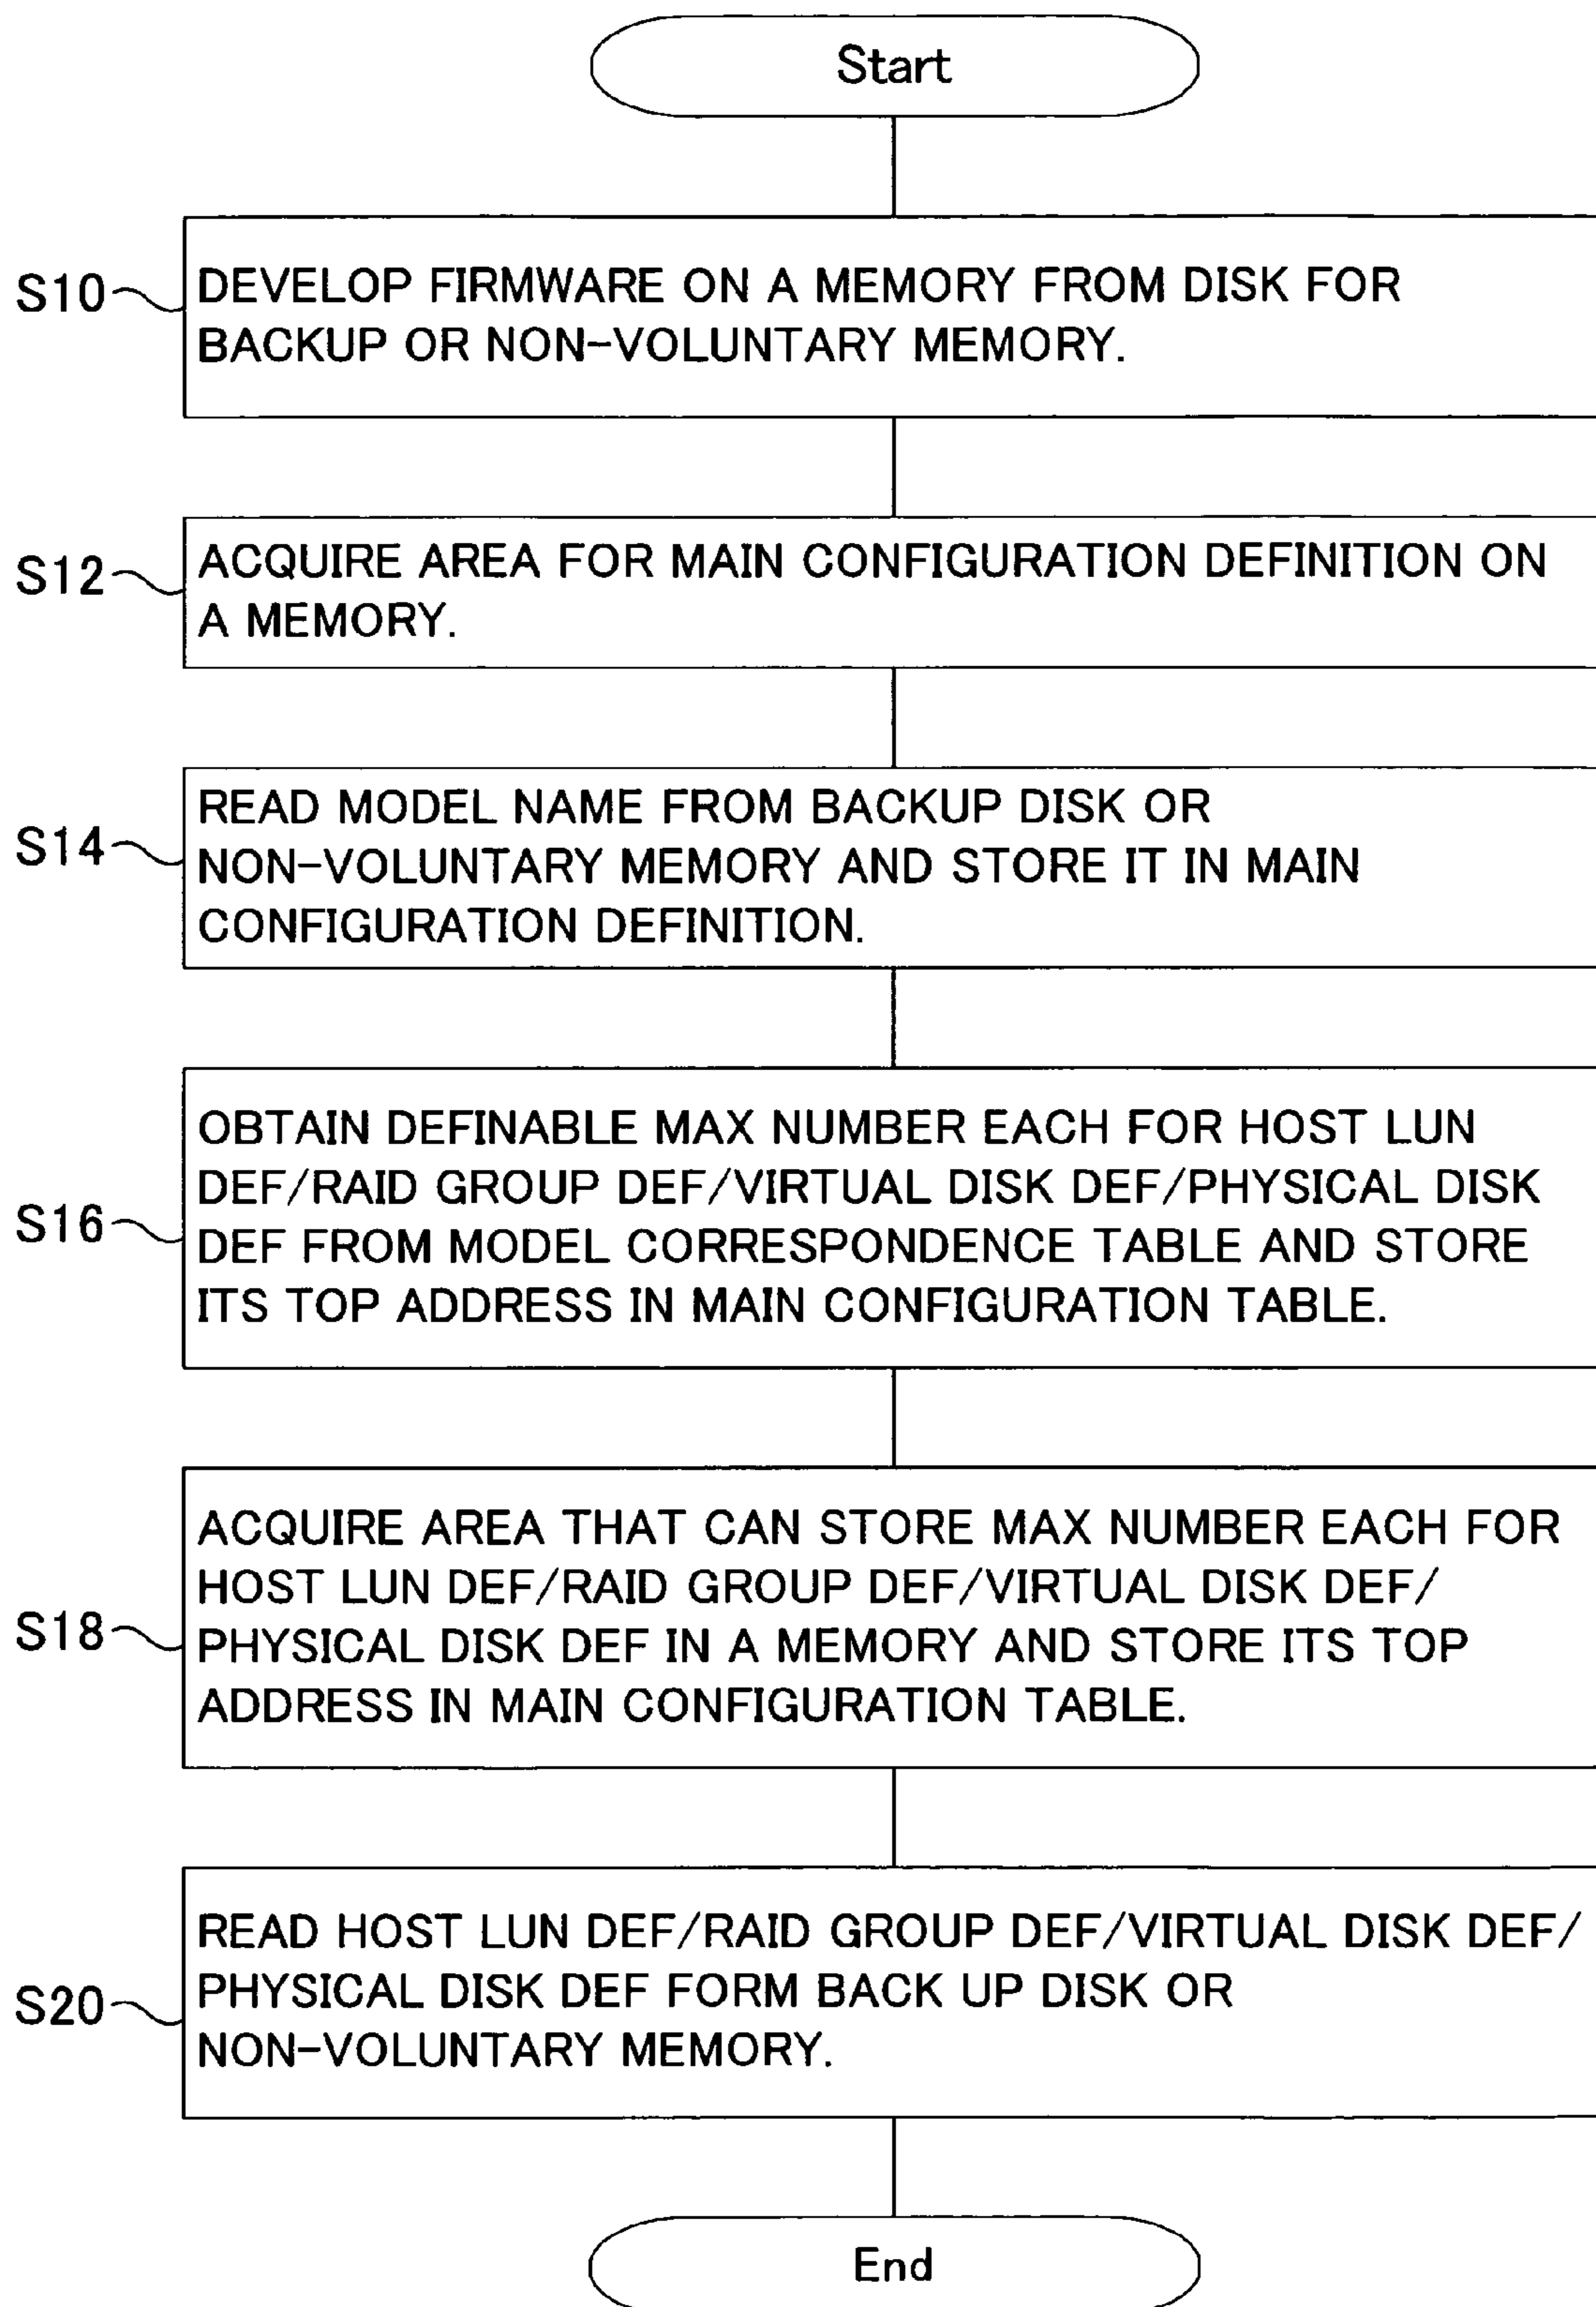 Start
S10
DEVELOP FIRMWARE ON A MEMORY FROM DISK FOR
BACKUP OR NON-VOLUNTARY MEMORY.
S12
ACQUIRE AREA FOR MAIN CONFIGURATION DEFINITION ON
A MEMORY.
S14
READ MODEL NAME FROM BACKUP DISK OR
NON-VOLUNTARY MEMORY AND STORE IT IN MAIN
CONFIGURATION DEFINITION.
S16
OBTAIN DEFINABLE MAX NUMBER EACH FOR HOST LUN
DEF/RAID GROUP DEF/VIRTUAL DISK DEF/PHYSICAL DISK
DEF FROM MODEL CORRESPONDENCE TABLE AND STORE
ITS TOP ADDRESS IN MAIN CONFIGURATION TABLE.
S18
ACQUIRE AREA THAT CAN STORE MAX NUMBER EACH FOR
HOST LUN DEF/RAID GROUP DEF/VIRTUAL DISK DEF/
PHYSICAL DISK DEF IN A MEMORY AND STORE ITS TOP
ADDRESS IN MAIN CONFIGURATION TABLE.
S20
READ HOST LUN DEF/RAID GROUP DEF/VIRTUAL DISK DEF/
PHYSICAL DISK DEF FORM BACK UP DISK OR
NON-VOLUNTARY MEMORY.
End